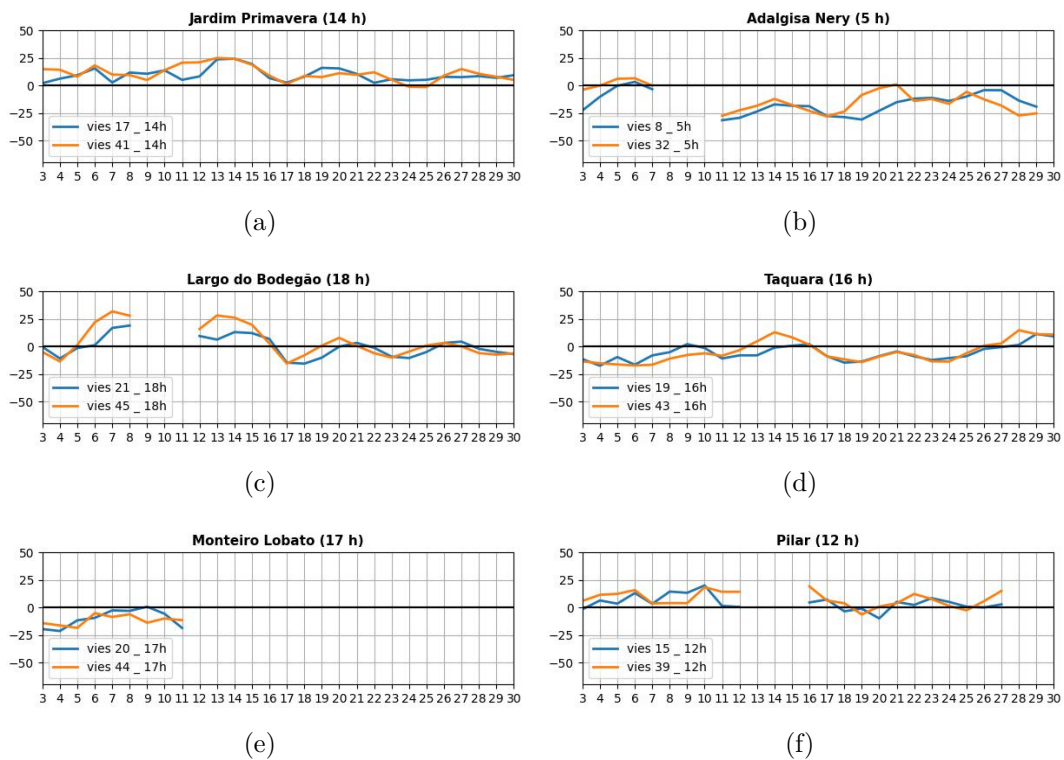 Jardim Primavera (14 h)
50
25
0
−25
−50
vies 17 _ 14h
vies 41 _ 14h
3 4 5 6 7 8 9 10 11 12 13 14 15 16 17 18 19 20 21 22 23 24 25 26 27 28 29 30
(a)
Adalgisa Nery (5 h)
50
25
0
−25
−50
vies 8 _ 5h
vies 32 _ 5h
3 4 5 6 7 8 9 10 11 12 13 14 15 16 17 18 19 20 21 22 23 24 25 26 27 28 29 30
(b)
Largo do Bodegão (18 h)
50
25
0
−25
−50
vies 21 _ 18h
vies 45 _ 18h
3 4 5 6 7 8 9 10 11 12 13 14 15 16 17 18 19 20 21 22 23 24 25 26 27 28 29 30
(c)
Taquara (16 h)
50
25
0
−25
−50
vies 19 _ 16h
vies 43 _ 16h
3 4 5 6 7 8 9 10 11 12 13 14 15 16 17 18 19 20 21 22 23 24 25 26 27 28 29 30
(d)
Monteiro Lobato (17 h)
50
25
0
−25
−50
vies 20 _ 17h
vies 44 _ 17h
3 4 5 6 7 8 9 10 11 12 13 14 15 16 17 18 19 20 21 22 23 24 25 26 27 28 29 30
(e)
Pilar (12 h)
50
25
0
−25
−50
vies 15 _ 12h
vies 39 _ 12h
3 4 5 6 7 8 9 10 11 12 13 14 15 16 17 18 19 20 21 22 23 24 25 26 27 28 29 30
(f)